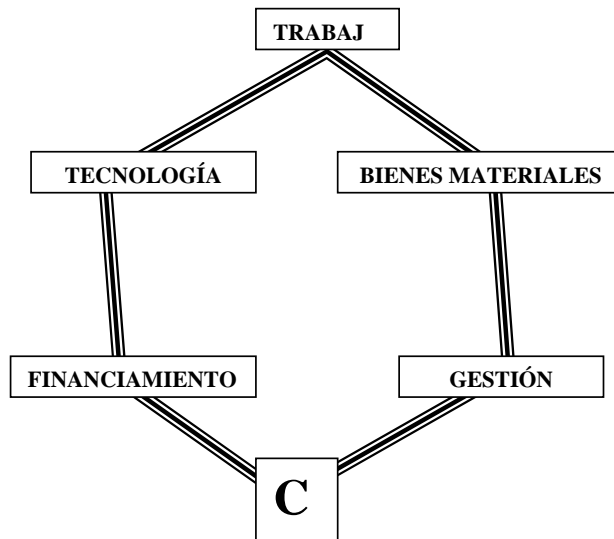 TRABAJ
TECNOLOGÍA
BIENES MATERIALES
FINANCIAMIENTO
GESTIÓN
C